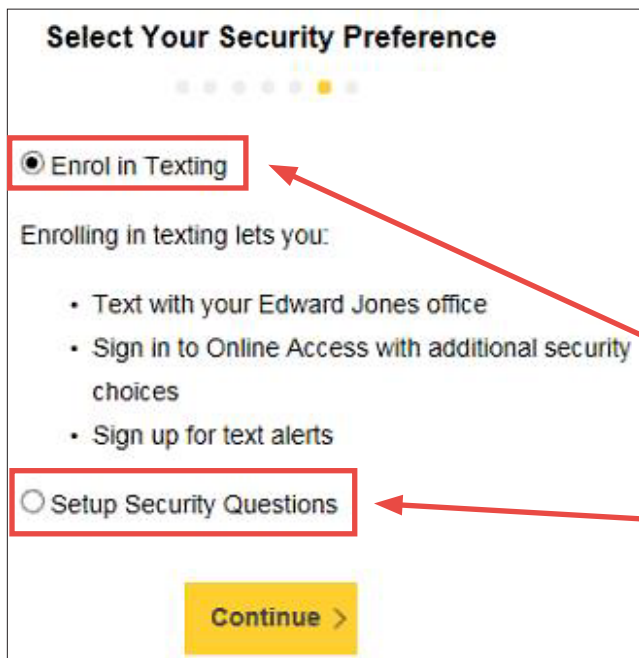 Select Your Security Preference
Enrol in Texting
Enrolling in texting lets you:
• Text with your Edward Jones office
• Sign in to Online Access with additional security
choices
• Sign up for text alerts
Setup Security Questions
Continue >